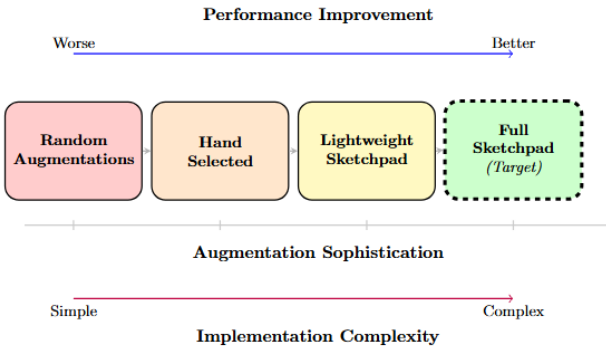 Performance Improvement
Worse
Better
Random
Augmentations
Hand
Selected
Lightweight
Sketchpad
Full
Sketchpad
(Target)
Augmentation Sophistication
Simple
Complex
Implementation Complexity